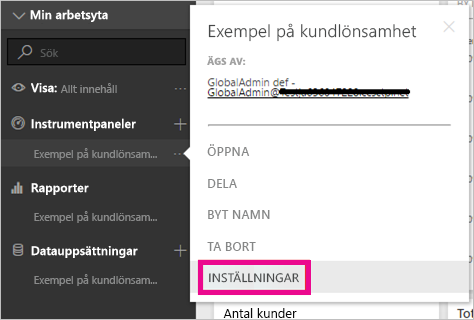 Min arbetsyta
Sök
Visa: Allt innehåll ...
Instrumentpaneler +
Exempel på kundlönsam... ...
Rapporter
Exempel på kundlönsam...
Datauppsättningar +
Exempel på kundlönsam...
Exempel på kundlönsamhet
ÄGS AV:
GlobalAdmin def -
GlobalAdmin@
ÖPPNA
DELA
BYT NAMN
TA BORT
INSTÄLLNINGAR
Antal kunder
Tot